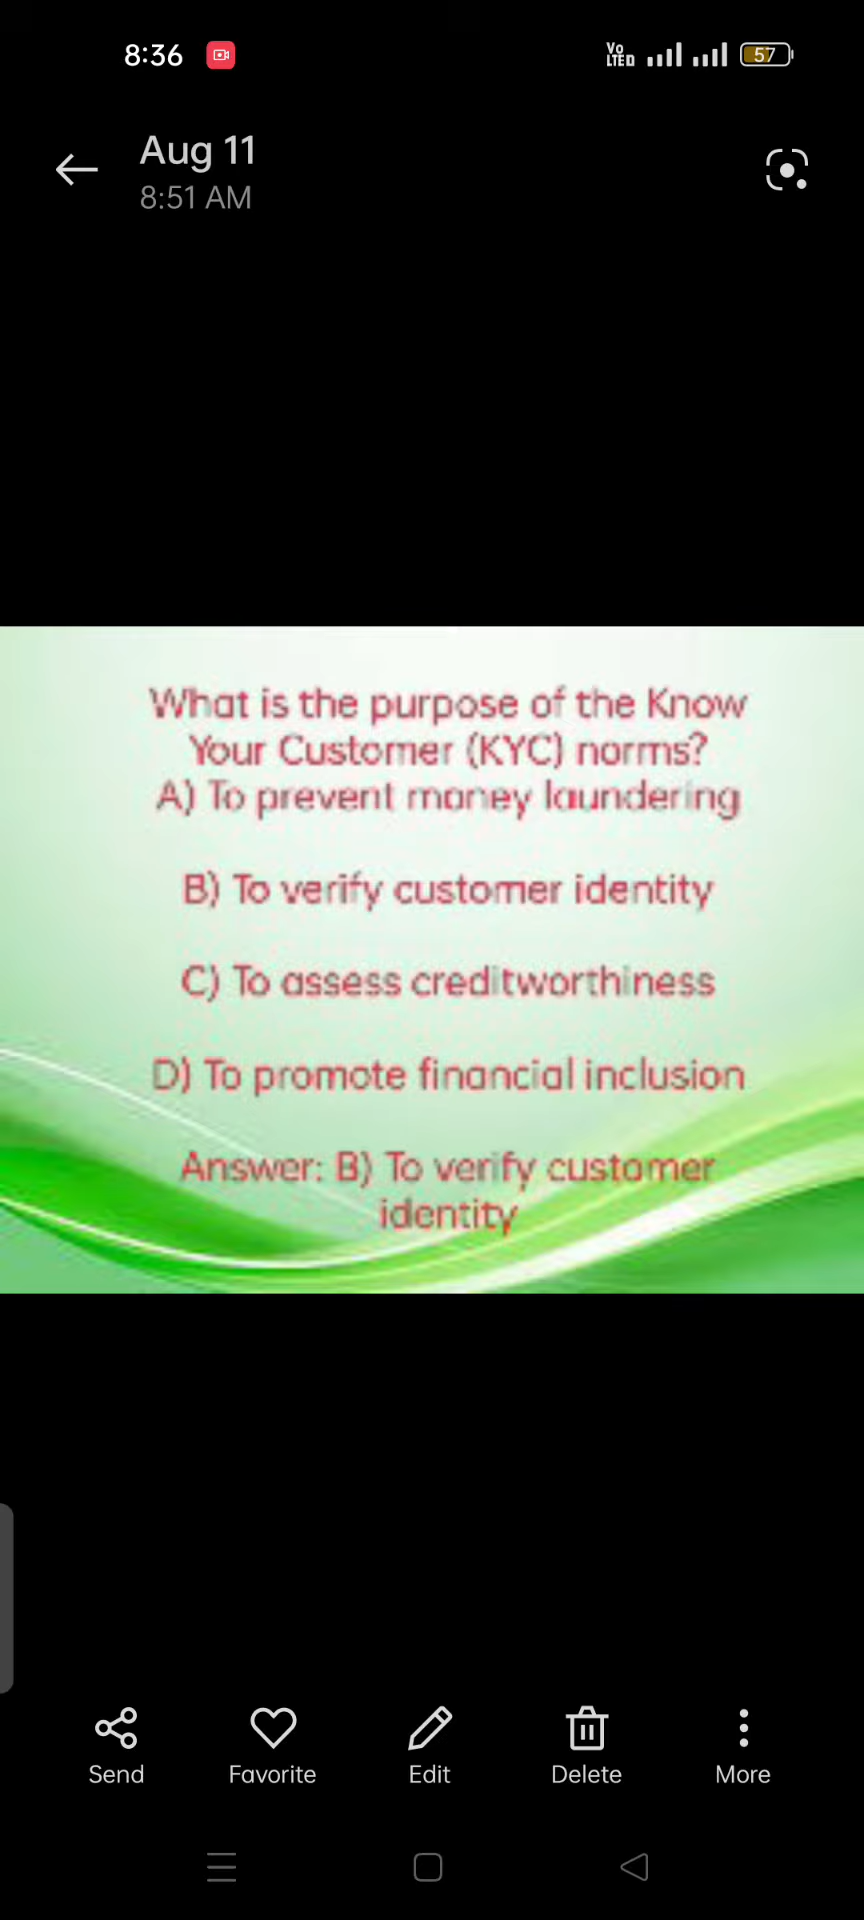 8:36
Vo LTED
57
Aug 11
8:51 AM
What is the purpose of the Know
Your Customer (KYC) norms?
A) To prevent money laundering
B) To verify customer identity
C) To assess creditworthiness
D) To promote financial inclusion
Answer: B) To verify customer
identity
Send Favorite Edit Delete More